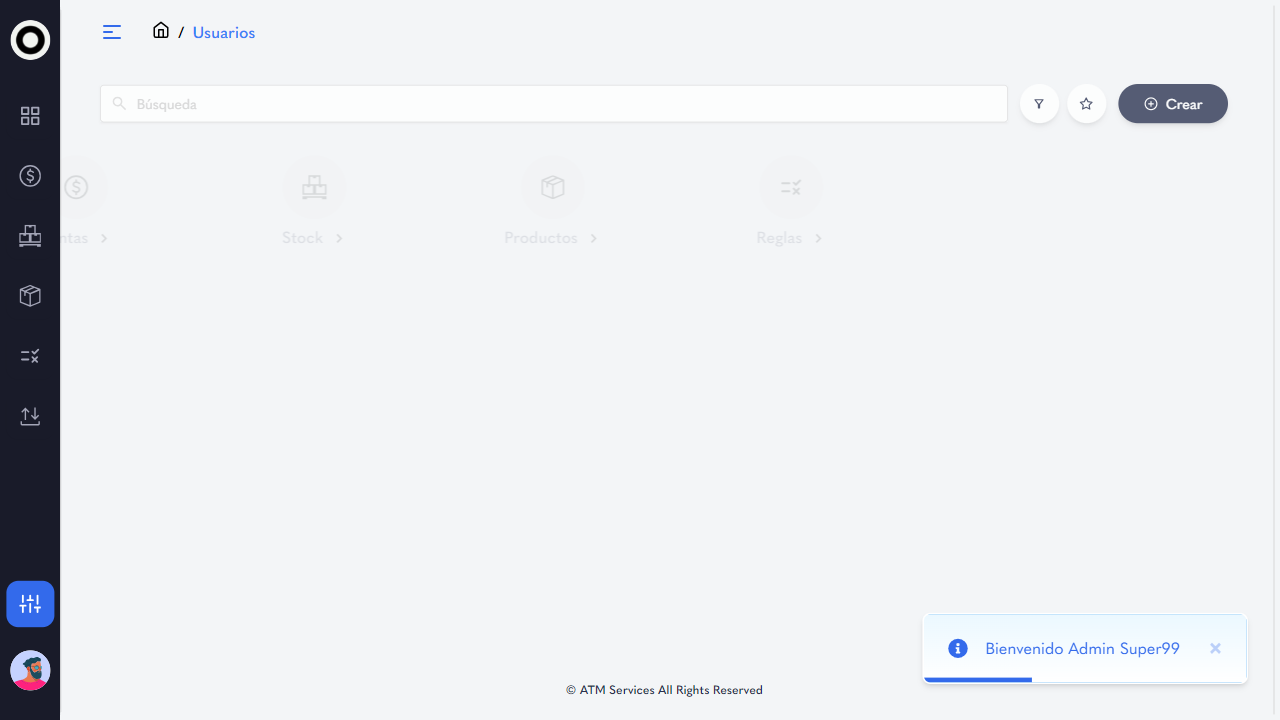 / Usuarios
Búsqueda
Crear
ntas
Stock
Productos
Reglas
Bienvenido Admin Super99
© ATM Services All Rights Reserved